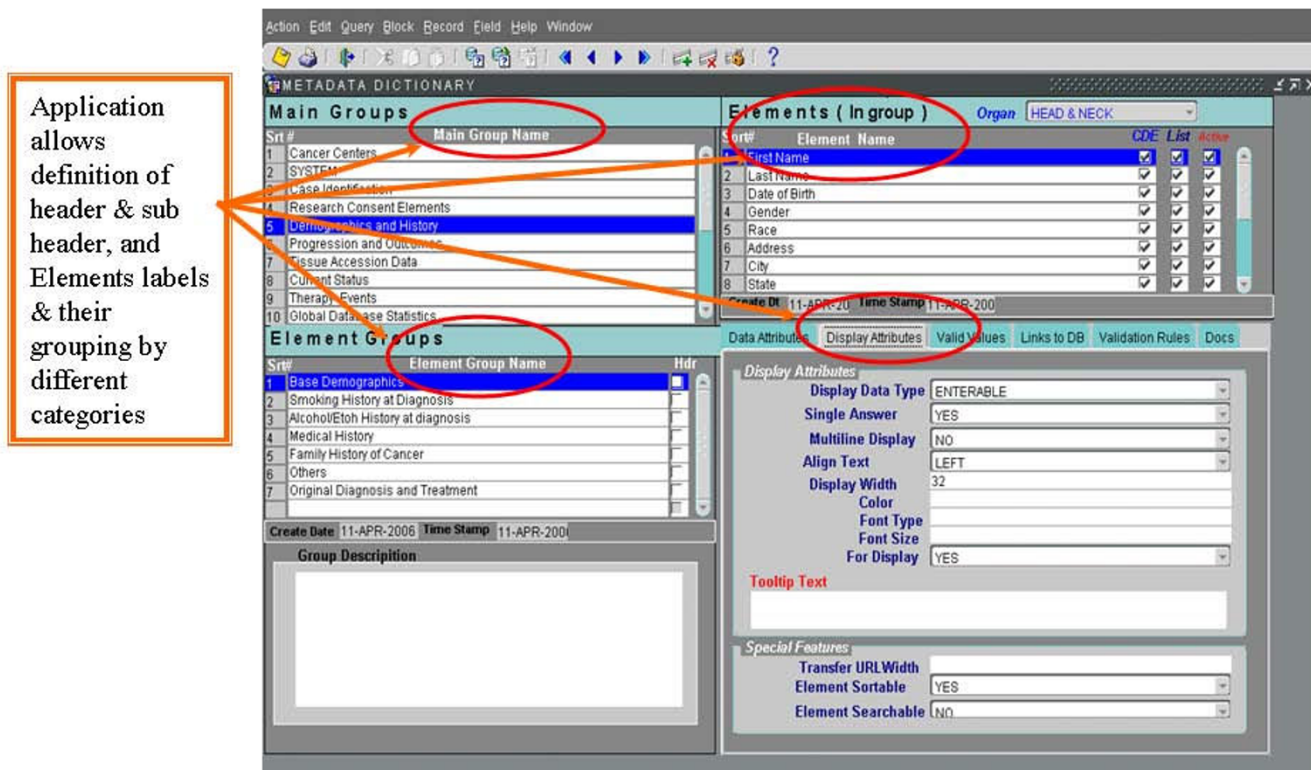 Application
allows
definition of
header & sub
header, and
Elements labels
& their
grouping by
different
categories
Action Edit Query Block Record Field Help Window
METADATA DICTIONARY
Main Groups
Srt # Main Group Name
1 Cancer Centers
2 SYSTEM
3 Case Identification
4 Research Consent Elements
5 Demographics and History
6 Progression and Outcomes
7 Tissue Accession Data
8 Current Status
9 Therapy Events
10 Global Database Statistics
Element Groups
Srt# Element Group Name Hdr
1 Base Demographics
2 Smoking History at Diagnosis
3 Alcohol/Etoh History at diagnosis
4 Medical History
5 Family History of Cancer
6 Others
7 Original Diagnosis and Treatment
Create Date 11-APR-2006 Time Stamp 11-APR-200
Group Descripition
Elements ( In group ) Organ HEAD & NECK
Sort# Element Name CDE List Active
1 First Name
2 Last Name
3 Date of Birth
4 Gender
5 Race
6 Address
7 City
8 State
Create Dt 11-APR-20 Time Stamp 11-APR-200
Data Attributes Display Attributes Valid Values Links to DB Validation Rules Docs
Display Attributes
Display Data Type ENTERABLE
Single Answer YES
Multiline Display NO
Align Text LEFT
Display Width 32
Color
Font Type
Font Size
For Display YES
Tooltip Text
Special Features
Transfer URLWidth
Element Sortable YES
Element Searchable NO